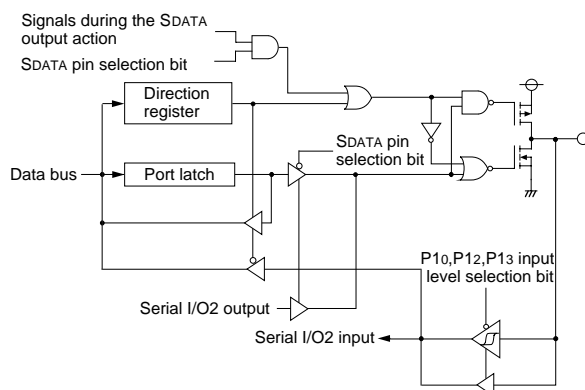 Signals during the SDATA
output action
SDATA pin selection bit
Direction
register
SDATA pin
selection bit
Data bus
Port latch
P10,P12,P13 input
level selection bit
Serial I/O2 output
Serial I/O2 input